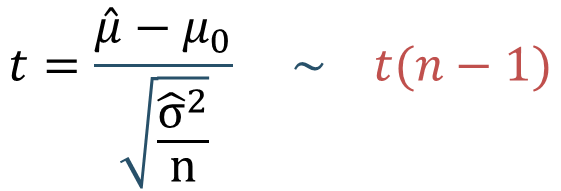 t = (μ̂ − μ₀) / √(σ̂² / n) ~ t(n − 1)